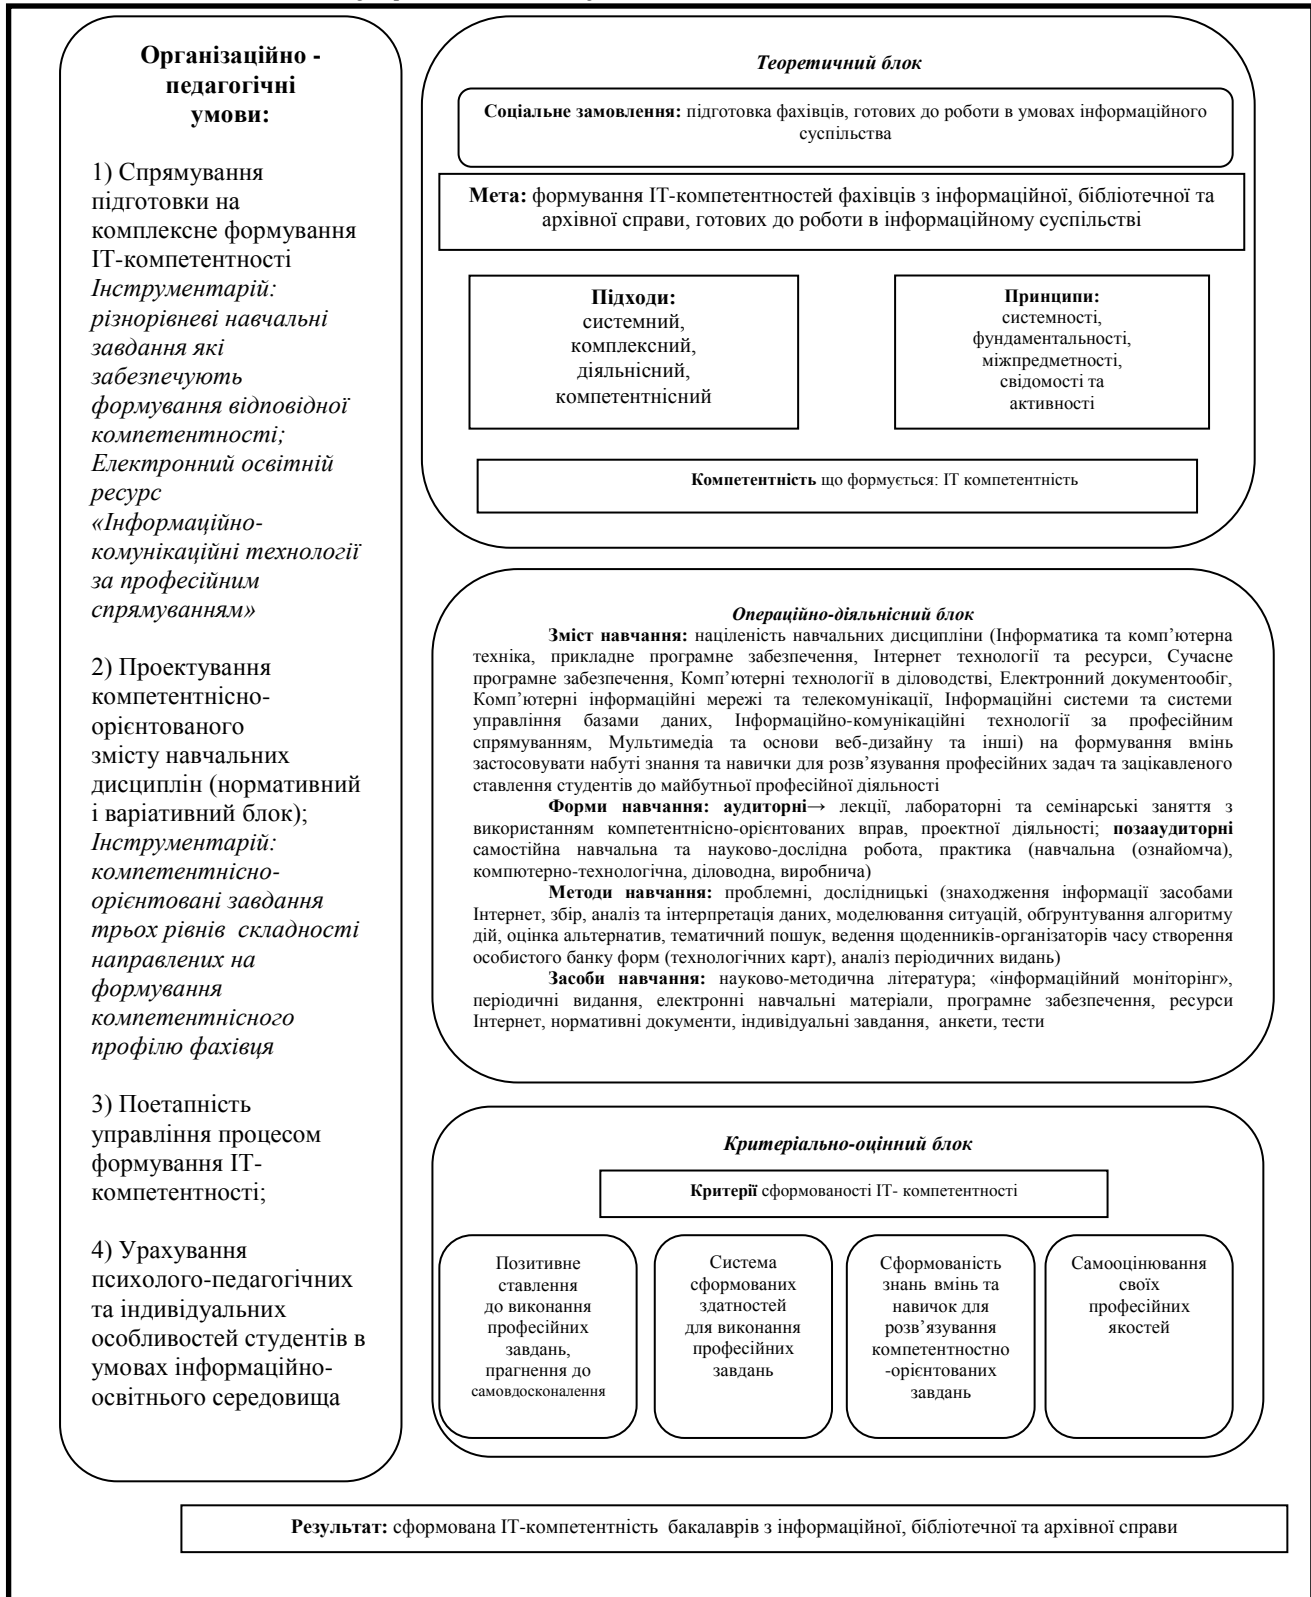 Організаційно -
педагогічні
умови:
1) Спрямування
підготовки на
комплексне формування
ІТ-компетентності
Інструментарій:
різнорівневі навчальні
завдання які
забезпечують
формування відповідної
компетентності;
Електронний освітній
ресурс
«Інформаційно-
комунікаційні технології
за професійним
спрямуванням»
2) Проектування
компетентнісно-
орієнтованого
змісту навчальних
дисциплін (нормативний
і варіативний блок);
Інструментарій:
компетентнісно-
орієнтовані завдання
трьох рівнів складності
направлених на
формування
компетентнісного
профілю фахівця
3) Поетапність
управління процесом
формування ІТ-
компетентності;
4) Урахування
психолого-педагогічних
та індивідуальних
особливостей студентів в
умовах інформаційно-
освітнього середовища
Теоретичний блок
Соціальне замовлення: підготовка фахівців, готових до роботи в умовах інформаційного
суспільства
Мета: формування ІТ-компетентностей фахівців з інформаційної, бібліотечної та
архівної справи, готових до роботи в інформаційному суспільстві
Підходи:
системний,
комплексний,
діяльнісний,
компетентнісний
Принципи:
системності,
фундаментальності,
міжпредметності,
свідомості та
активності
Компетентність що формується: ІТ компетентність
Операційно-діяльнісний блок
Зміст навчання: націленість навчальних дисципліни (Інформатика та комп’ютерна
техніка, прикладне програмне забезпечення, Інтернет технології та ресурси, Сучасне
програмне забезпечення, Комп’ютерні технології в діловодстві, Електронний документообіг,
Комп’ютерні інформаційні мережі та телекомунікації, Інформаційні системи та системи
управління базами даних, Інформаційно-комунікаційні технології за професійним
спрямуванням, Мультимедіа та основи веб-дизайну та інші) на формування вмінь
застосовувати набуті знання та навички для розв’язування професійних задач та зацікавленого
ставлення студентів до майбутньої професійної діяльності
Форми навчання: аудиторні→ лекції, лабораторні та семінарські заняття з
використанням компетентнісно-орієнтованих вправ, проектної діяльності; позааудиторні
самостійна навчальна та науково-дослідна робота, практика (навчальна (ознайомча),
компютерно-технологічна, діловодна, виробнича)
Методи навчання: проблемні, дослідницькі (знаходження інформації засобами
Інтернет, збір, аналіз та інтерпретація даних, моделювання ситуацій, обґрунтування алгоритму
дій, оцінка альтернатив, тематичний пошук, ведення щоденників-організаторів часу створення
особистого банку форм (технологічних карт), аналіз періодичних видань)
Засоби навчання: науково-методична література; «інформаційний моніторінг»,
періодичні видання, електронні навчальні матеріали, програмне забезпечення, ресурси
Інтернет, нормативні документи, індивідуальні завдання, анкети, тести
Критеріально-оцінний блок
Критерії сформованості ІТ- компетентності
Позитивне
ставлення
до виконання
професійних
завдань,
прагнення до
самовдосконалення
Система
сформованих
здатностей
для виконання
професійних
завдань
Сформованість
знань вмінь та
навичок для
розв’язування
компетентностно
-орієнтованих
завдань
Самооцінювання
своїх
професійних
якостей
Результат: сформована ІТ-компетентність бакалаврів з інформаційної, бібліотечної та архівної справи